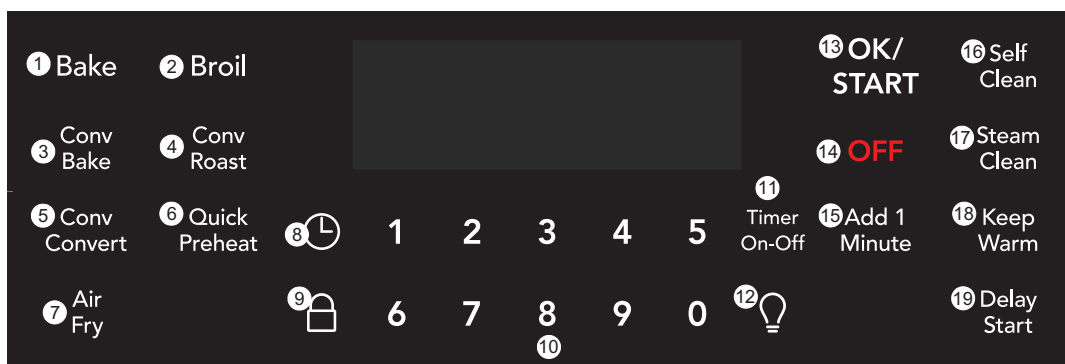 1 Bake
2 Broil
13 OK/
START
16 Self
Clean
3 Conv
Bake
4 Conv
Roast
14 OFF
17 Steam
Clean
5 Conv
Convert
6 Quick
Preheat
8
1 2 3 4 5
11
Timer
On-Off
15 Add 1
Minute
18 Keep
Warm
7 Air
Fry
9
6 7 8 9 0
10
12
19 Delay
Start